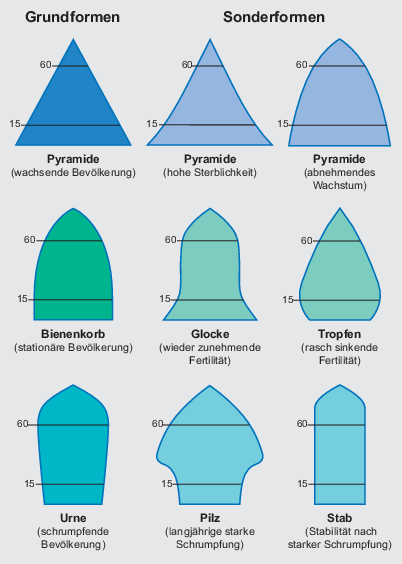 Grundformen
Sonderformen
60
15
60
15
60
15
Pyramide
(wachsende Bevölkerung)
Pyramide
(hohe Sterblichkeit)
Pyramide
(abnehmendes
Wachstum)
60
15
60
15
60
15
Bienenkorb
(stationäre Bevölkerung)
Glocke
(wieder zunehmende
Fertilität)
Tropfen
(rasch sinkende
Fertilität)
60
15
60
15
60
15
Urne
(schrumpfende
Bevölkerung)
Pilz
(langjährige starke
Schrumpfung)
Stab
(Stabilität nach
starker Schrumpfung)